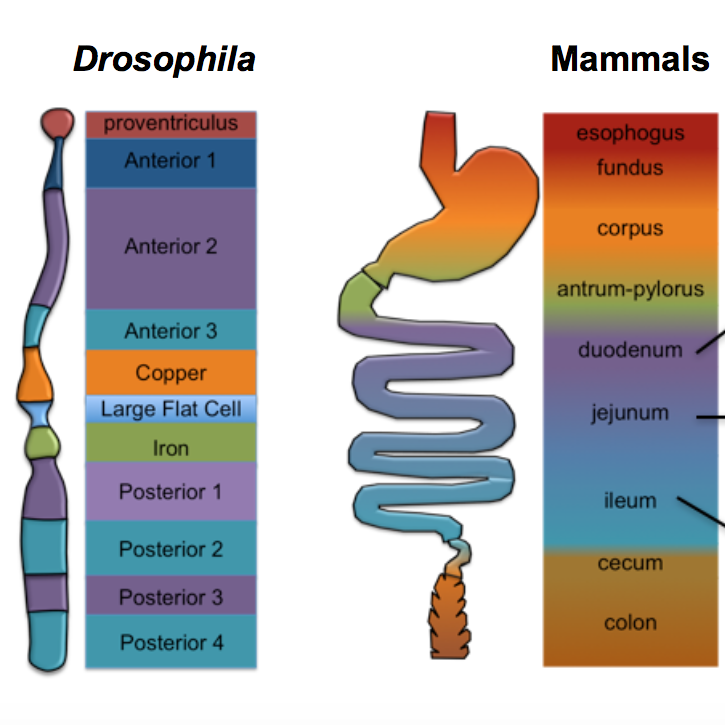 Drosophila
Mammals
proventriculus
Anterior 1
Anterior 2
Anterior 3
Copper
Large Flat Cell
Iron
Posterior 1
Posterior 2
Posterior 3
Posterior 4
esophogus
fundus
corpus
antrum-pylorus
duodenum
jejunum
ileum
cecum
colon